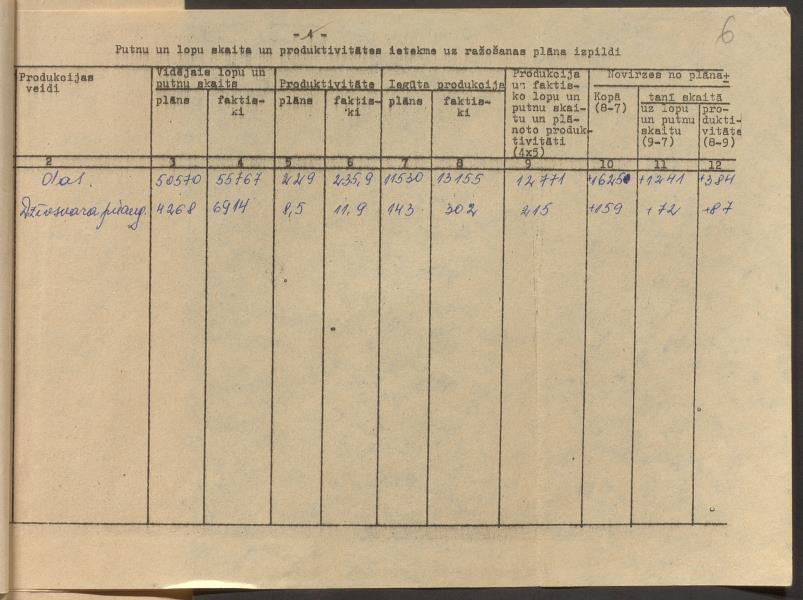 6
- 4 -
Putnu un lopu skaita un produktivitātes ietekme uz ražošanas plāna izpildi
Produkcijas veidi | Vidējais lopu un putnu skaits | Produktivitāte | Iegūta produkcija | Produkcija un faktisko lopu un putnu skaitu un plānoto produktivitāti (4x5) | Novirzes no plāna+
plāns | faktiski | plāns | faktiski | plāns | faktiski | Kopā (8-7) | tanī skaitā
uz lopu un putnu skaitu (9-7) | produktivitāte (8-9)
2 | 3 | 4 | 5 | 6 | 7 | 8 | 9 | 10 | 11 | 12
Olas. | 50570 | 55767 | 229 | 235,9 | 11530 | 13155 | 12771 | +1625 | +1241 | +384
Dzīvsvara pieaug. | 4268 | 6914 | 8,5 | 11,9 | 143 | 302 | 215 | +159 | +72 | +87